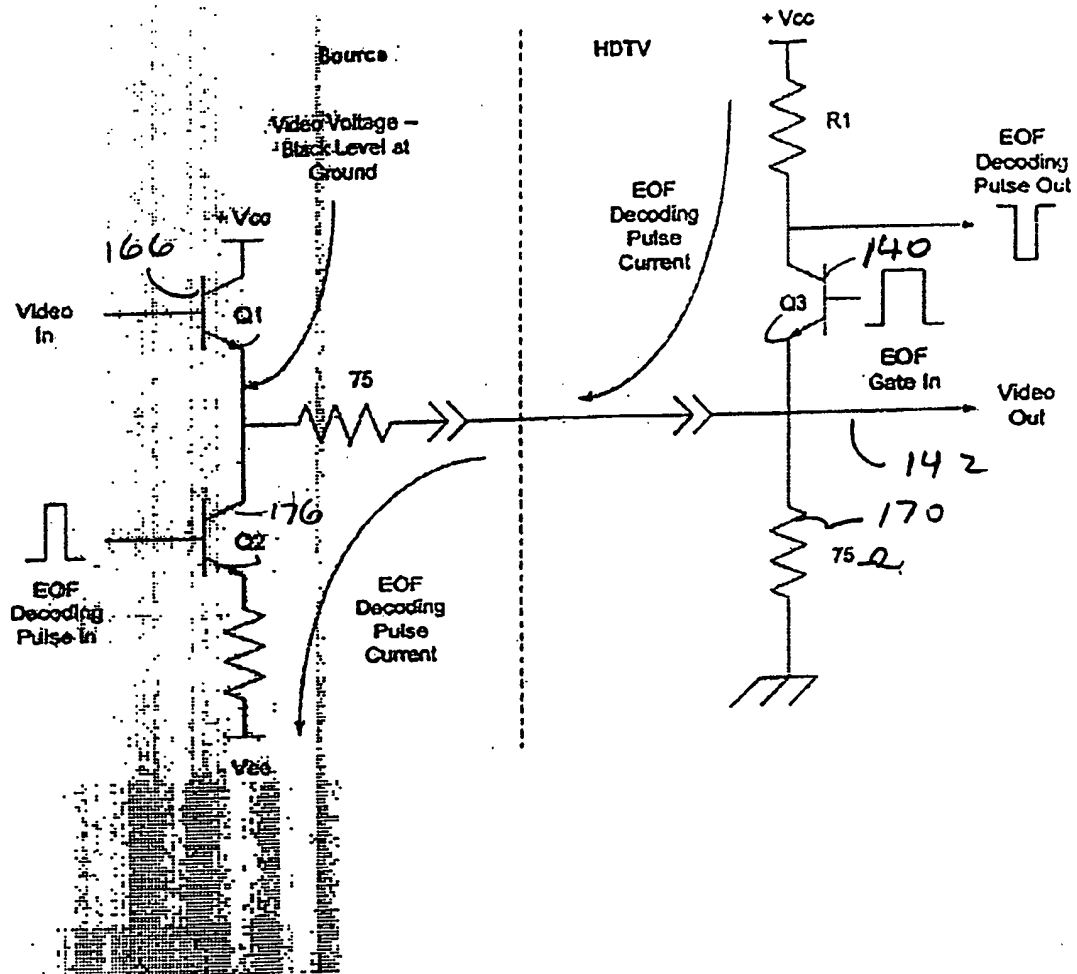 Source
HDTV
+ Vcc
R1
Video Voltage –
Black Level at
Ground
EOF
Decoding
Pulse Out
EOF
Decoding
Pulse
Current
+ Vcc
166
140
Video
In
Q1
Q3
EOF
Gate In
75
Video
Out
142
176
170
Q2
75 Ω
EOF
Decoding
Pulse In
EOF
Decoding
Pulse
Current